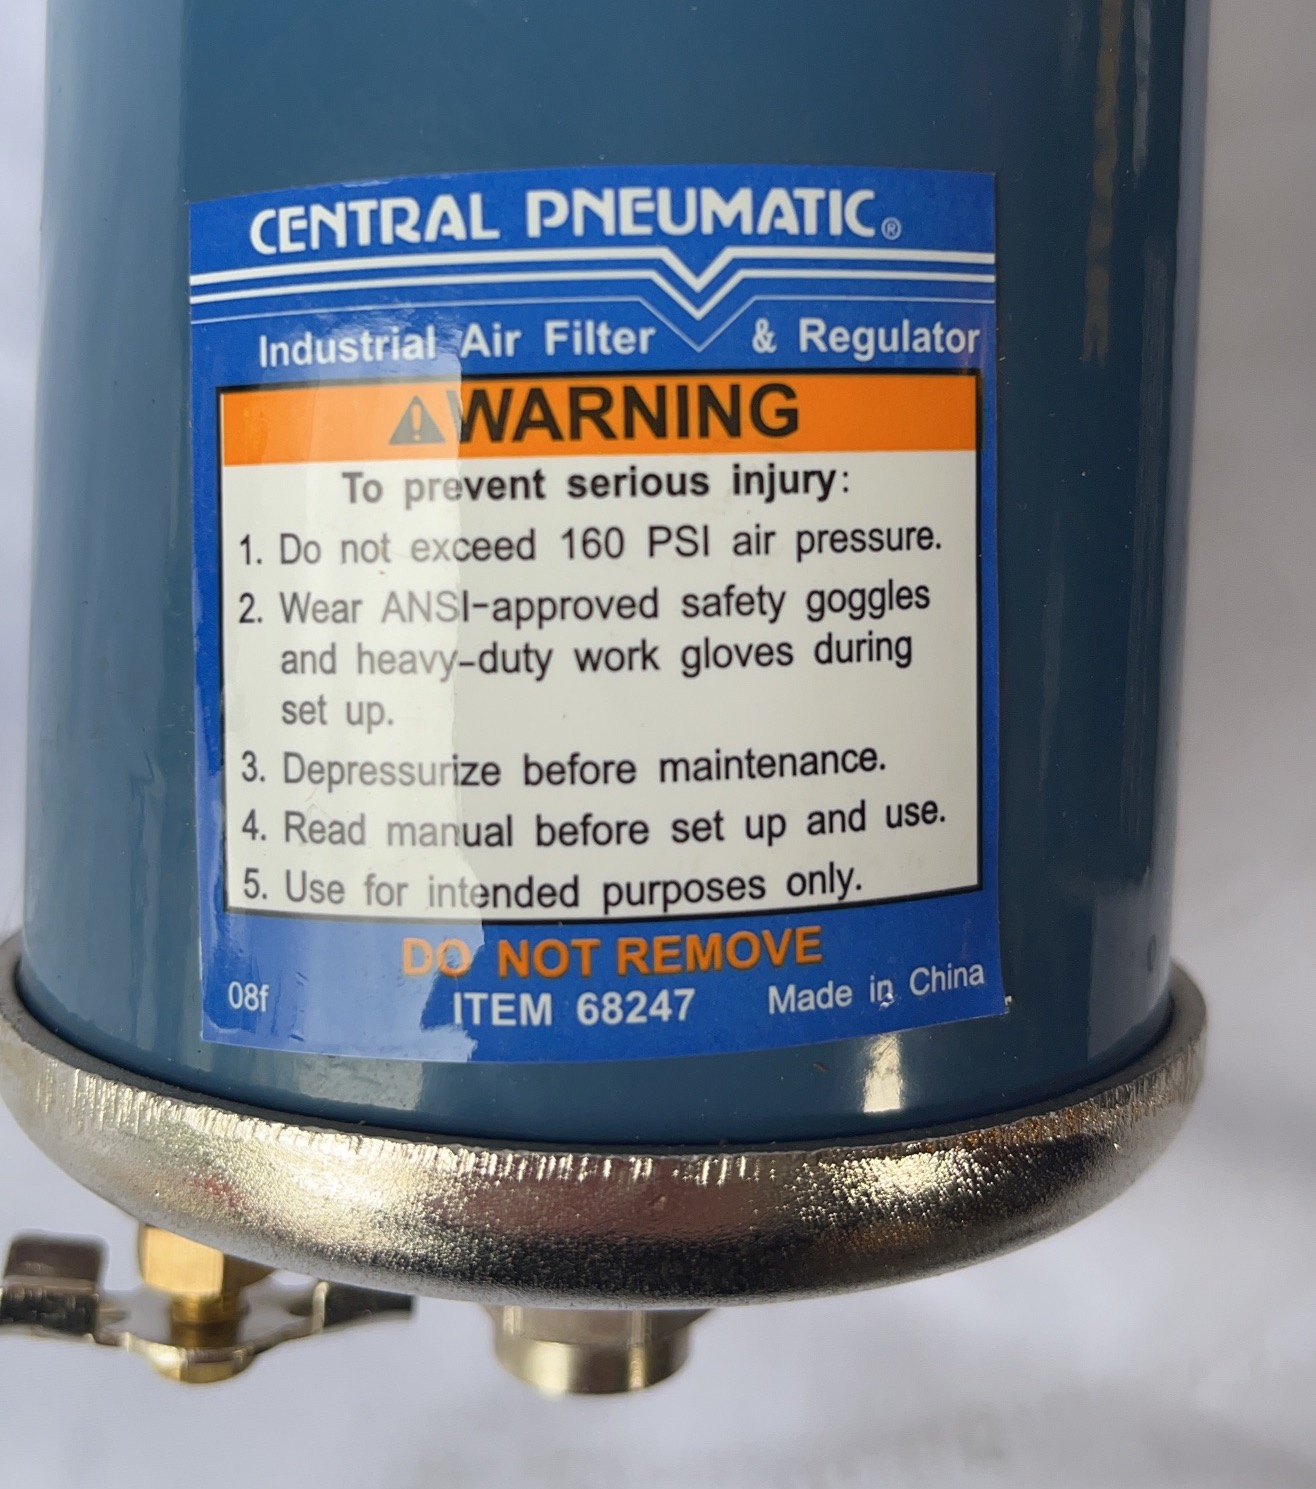 CENTRAL PNEUMATIC®
Industrial Air Filter & Regulator
WARNING
To prevent serious injury:
1. Do not exceed 160 PSI air pressure.
2. Wear ANSI-approved safety goggles
and heavy-duty work gloves during
set up.
3. Depressurize before maintenance.
4. Read manual before set up and use.
5. Use for intended purposes only.
DO NOT REMOVE
08f ITEM 68247 Made in China